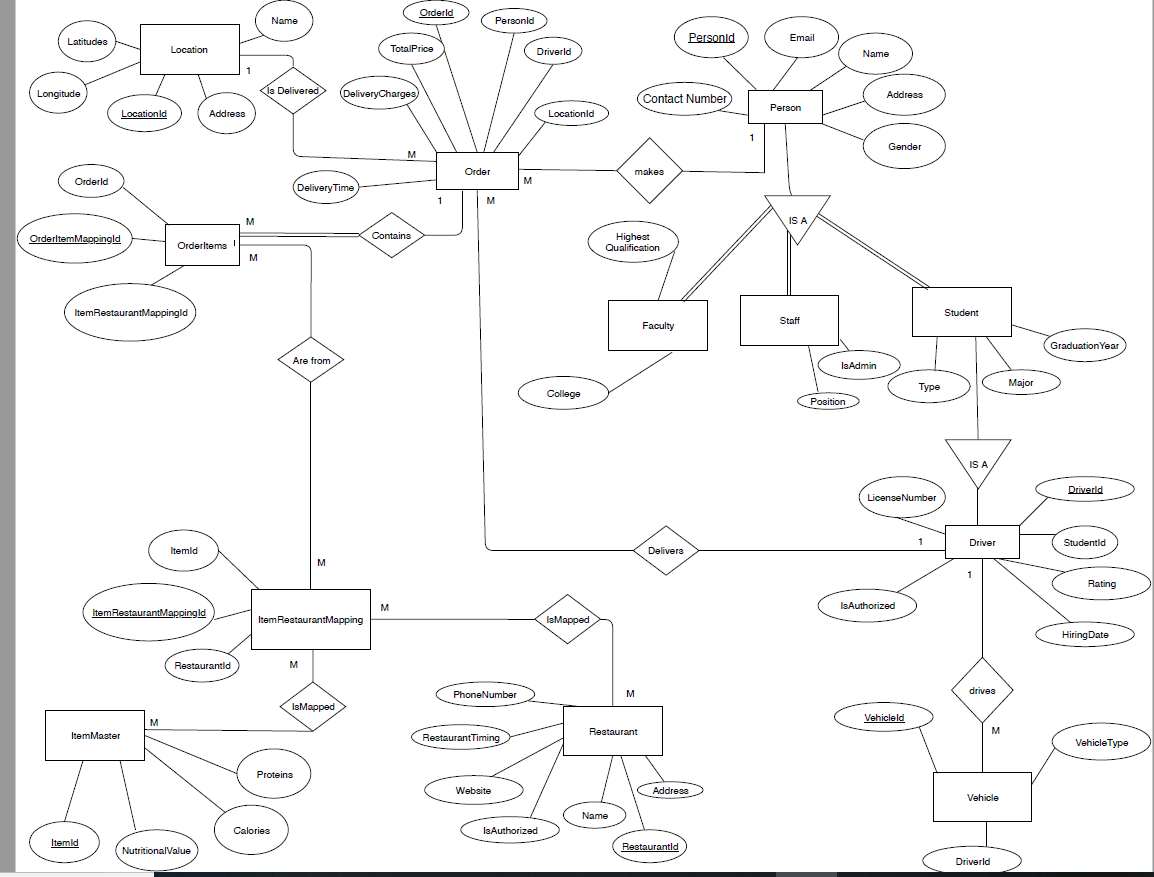 OrderId
Name
PersonId
PersonId
Email
Latitudes
Location
TotalPrice
DriverId
Name
1
Is Delivered
Longitude
DeliveryCharges
Contact Number
Person
Address
LocationId
Address
LocationId
1
Gender
M
Order
makes
M
OrderId
DeliveryTime
1
M
M
IS A
OrderItemMappingId
OrderItems
Contains
Highest
Qualification
M
ItemRestaurantMappingId
Faculty
Staff
Student
GraduationYear
Are from
IsAdmin
College
Type
Major
Position
IS A
LicenseNumber
DriverId
1
Driver
StudentId
ItemId
Delivers
M
1
Rating
ItemRestaurantMappingId
ItemRestaurantMapping
M
IsMapped
IsAuthorized
HiringDate
RestaurantId
M
PhoneNumber
M
drives
IsMapped
M
ItemMaster
RestaurantTiming
Restaurant
VehicleId
M
VehicleType
Proteins
Website
Address
Vehicle
Name
Calories
IsAuthorized
ItemId
NutritionalValue
RestaurantId
DriverId